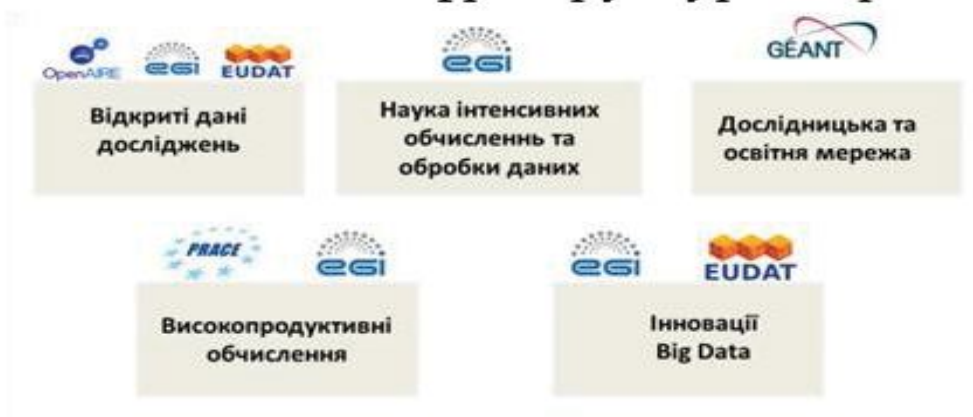 OpenAIRE
egi
EUDAT
Відкриті дані
досліджень
egi
Наука інтенсивних
обчисленнь та
обробки даних
GÉANT
Дослідницька та
освітня мережа
PRACE
egi
Високопродуктивні
обчислення
egi
EUDAT
Інновації
Big Data